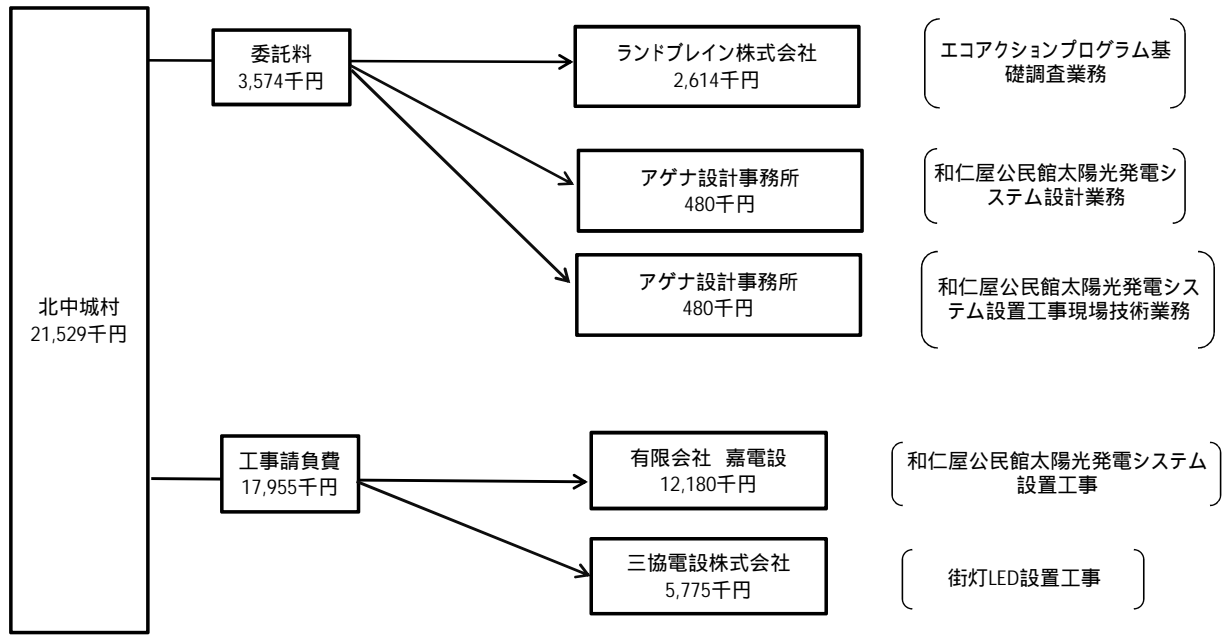 北中城村
21,529千円
委託料
3,574千円
ランドブレイン株式会社
2,614千円
エコアクションプログラム基
礎調査業務
アゲナ設計事務所
480千円
和仁屋公民館太陽光発電シ
ステム設計業務
アゲナ設計事務所
480千円
和仁屋公民館太陽光発電シス
テム設置工事現場技術業務
工事請負費
17,955千円
有限会社　嘉電設
12,180千円
和仁屋公民館太陽光発電システム
設置工事
三協電設株式会社
5,775千円
街灯LED設置工事